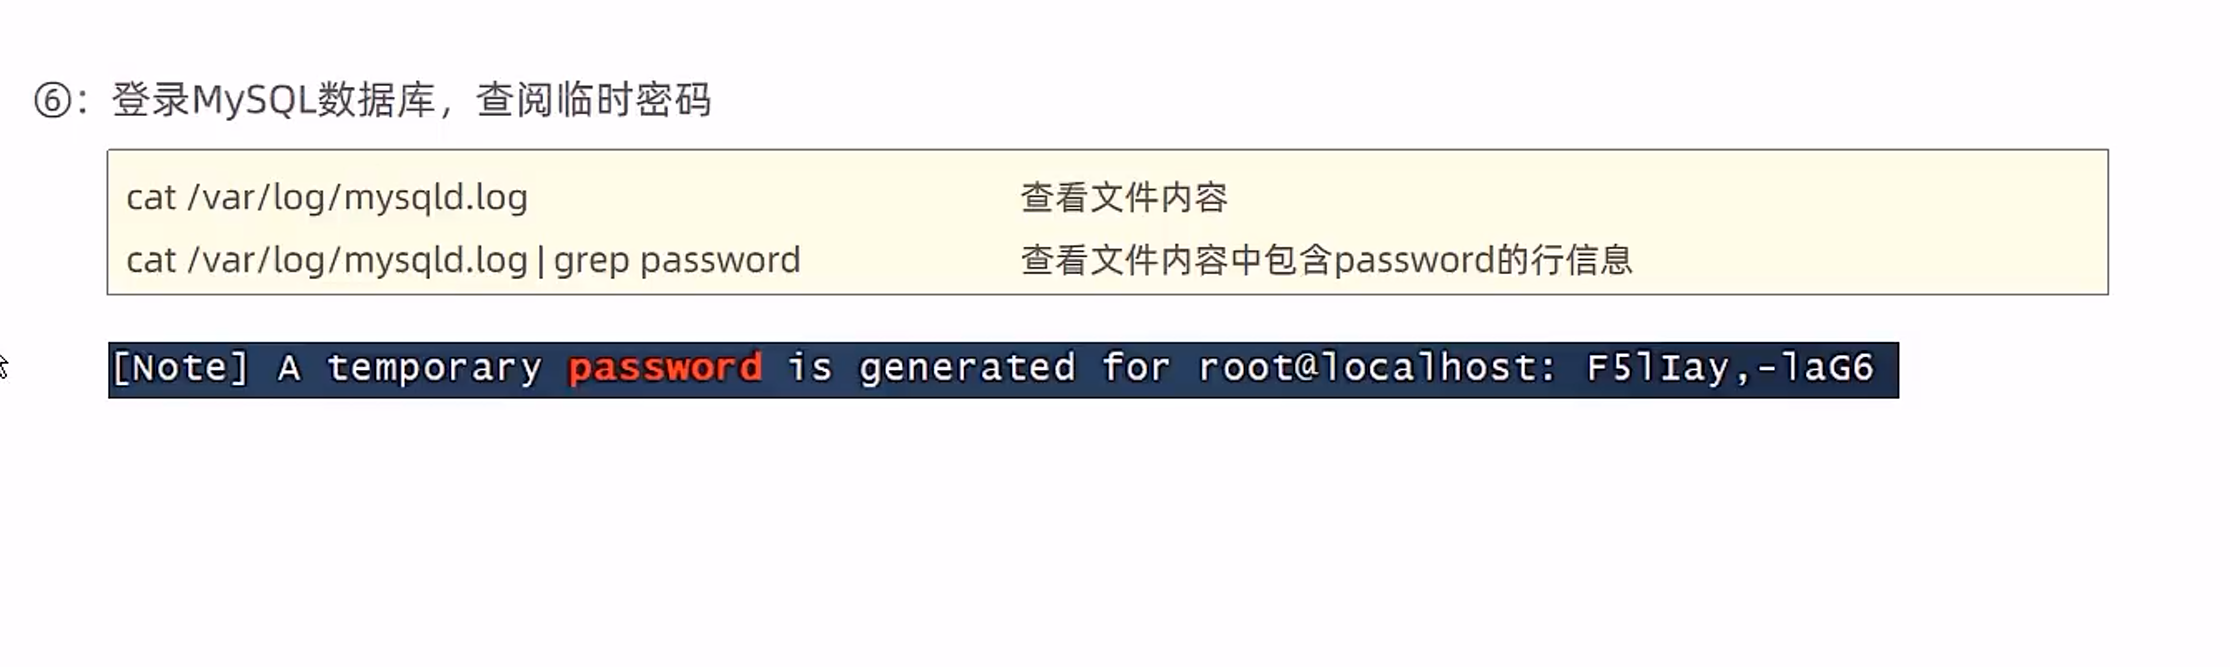 ⑥：登录MySQL数据库，查阅临时密码
cat /var/log/mysqld.log 查看文件内容
cat /var/log/mysqld.log | grep password 查看文件内容中包含password的行信息
[Note] A temporary password is generated for root@localhost: F5lIay,-laG6